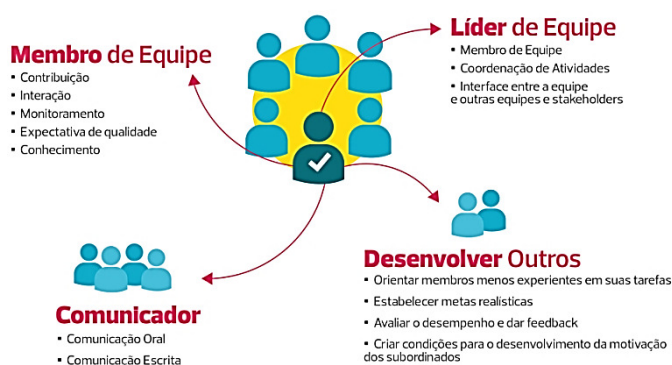 Membro de Equipe
▪ Contribuição
▪ Interação
▪ Monitoramento
▪ Expectativa de qualidade
▪ Conhecimento
Líder de Equipe
▪ Membro de Equipe
▪ Coordenação de Atividades
▪ Interface entre a equipe
e outras equipes e stakeholders
Comunicador
▪ Comunicação Oral
▪ Comunicacão Escrita
Desenvolver Outros
▪ Orientar membros menos experientes em suas tarefas
▪ Estabelecer metas realísticas
▪ Avaliar o desempenho e dar feedback
▪ Criar condições para o desenvolvimento da motivação
dos subordinados